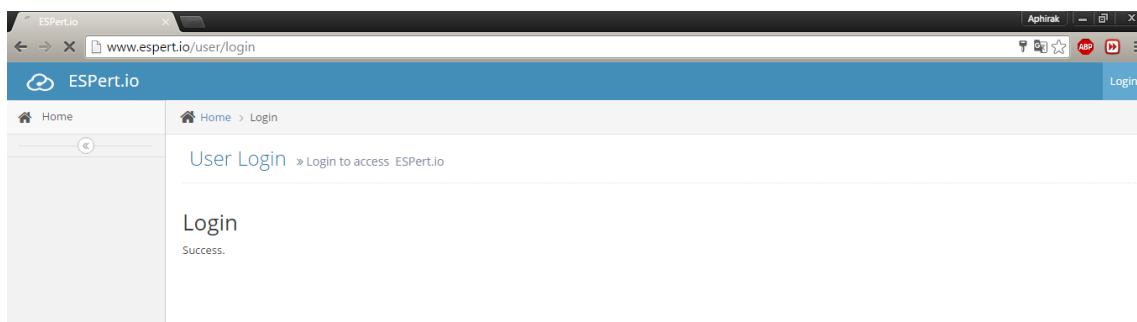 ESPert.io
Aphirak
www.espert.io/user/login
ABP
ESPert.io
Login
Home
Home > Login
User Login » Login to access ESPert.io
Login
Success.